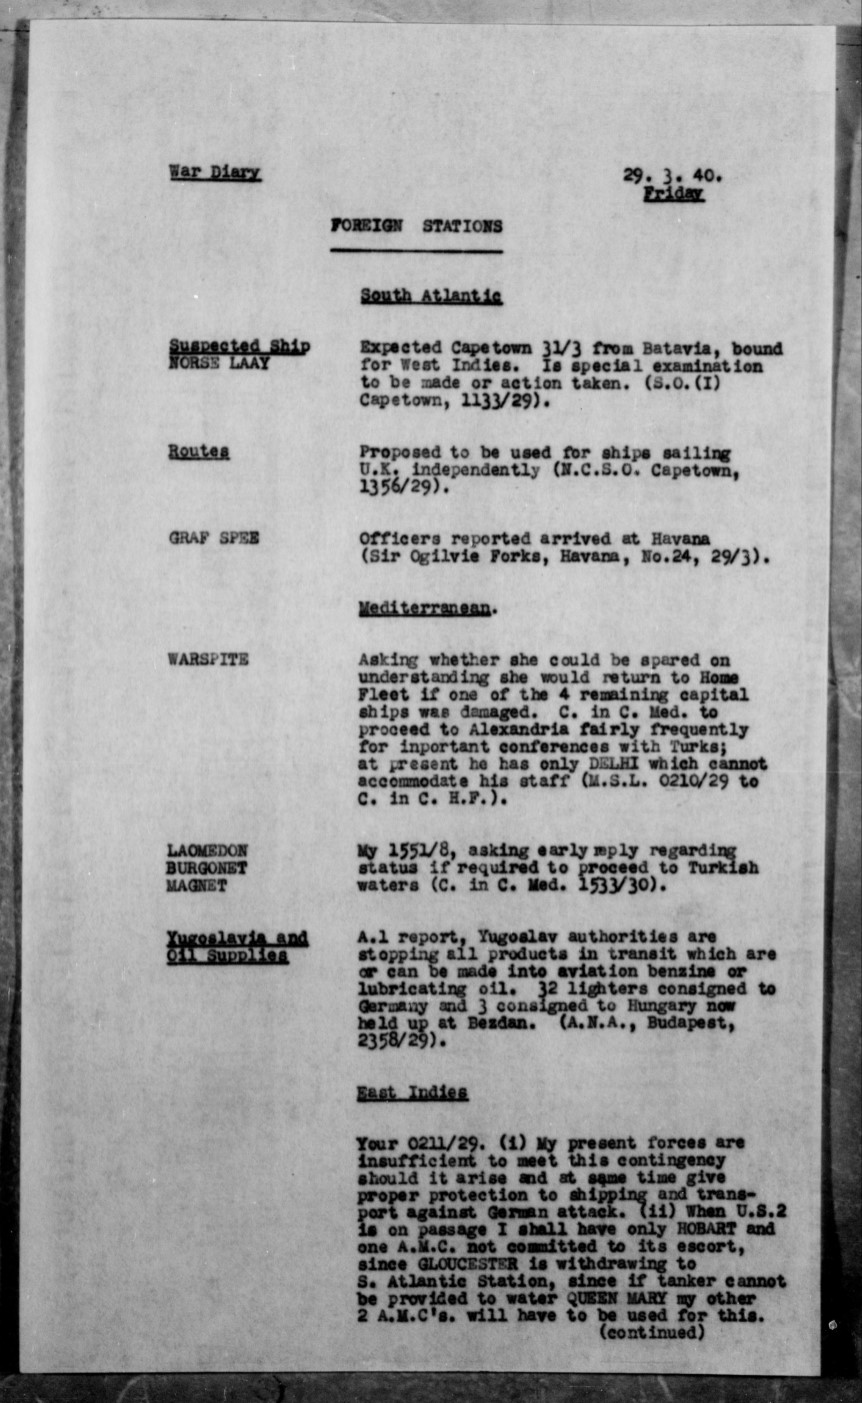 War Diary
29. 3. 40.
Friday
FOREIGN STATIONS
South Atlantic
Suspected Ship
NORSE LAAY
Expected Capetown 31/3 from Batavia, bound
for West Indies. Is special examination
to be made or action taken. (S.O.(I)
Capetown, 1133/29).
Routes
Proposed to be used for ships sailing
U.K. independently (N.C.S.O. Capetown,
1356/29).
GRAF SPEE
Officers reported arrived at Havana
(Sir Ogilvie Forks, Havana, No.24, 29/3).
Mediterranean.
WARSPITE
Asking whether she could be spared on
understanding she would return to Home
Fleet if one of the 4 remaining capital
ships was damaged. C. in C. Med. to
proceed to Alexandria fairly frequently
for inportant conferences with Turks;
at present he has only DELHI which cannot
accommodate his staff (M.S.L. 0210/29 to
C. in C. H.F.).
LAOMEDON
BURGONET
MAGNET
My 1551/8, asking early reply regarding
status if required to proceed to Turkish
waters (C. in C. Med. 1533/30).
Yugoslavia and
Oil Supplies
A.1 report, Yugoslav authorities are
stopping all products in transit which are
or can be made into aviation benzine or
lubricating oil. 32 lighters consigned to
Germany and 3 consigned to Hungary now
held up at Bezdan. (A.N.A., Budapest,
2358/29).
East Indies
Your 0211/29. (i) My present forces are
insufficient to meet this contingency
should it arise and at same time give
proper protection to shipping and trans-
port against German attack. (ii) When U.S.2
is on passage I shall have only HOBART and
one A.M.C. not committed to its escort,
since GLOUCESTER is withdrawing to
S. Atlantic Station, since if tanker cannot
be provided to water QUEEN MARY my other
2 A.M.C's. will have to be used for this.
(continued)